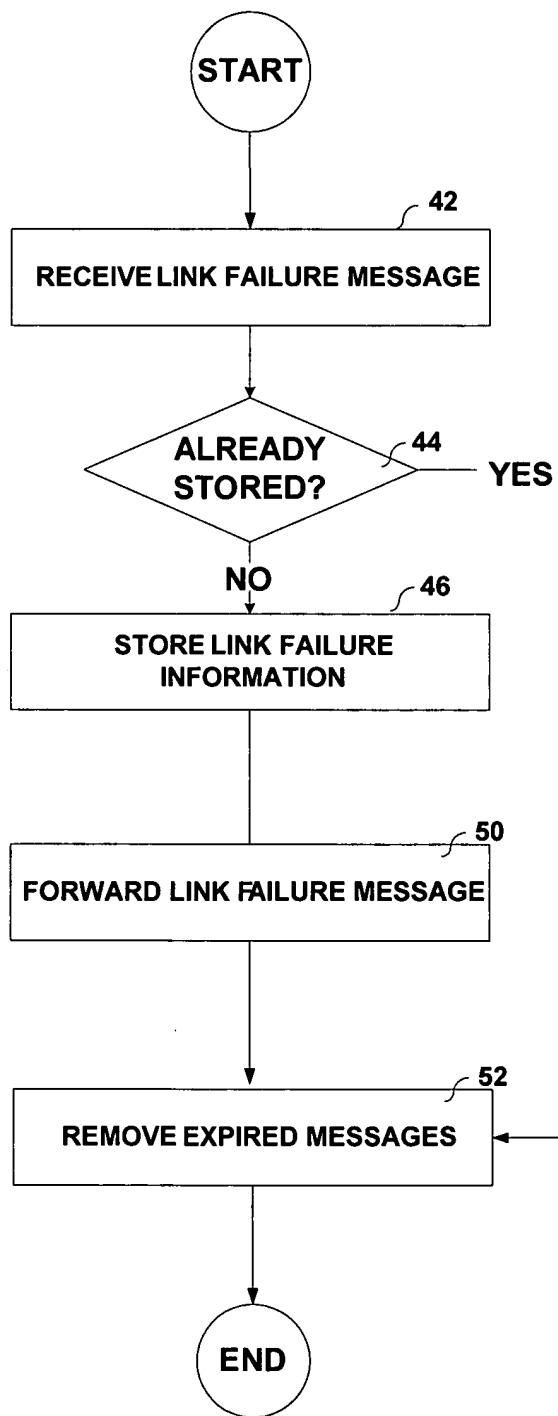 START
42
RECEIVE LINK FAILURE MESSAGE
ALREADY
STORED?
44
YES
NO
46
STORE LINK FAILURE
INFORMATION
50
FORWARD LINK FAILURE MESSAGE
52
REMOVE EXPIRED MESSAGES
END